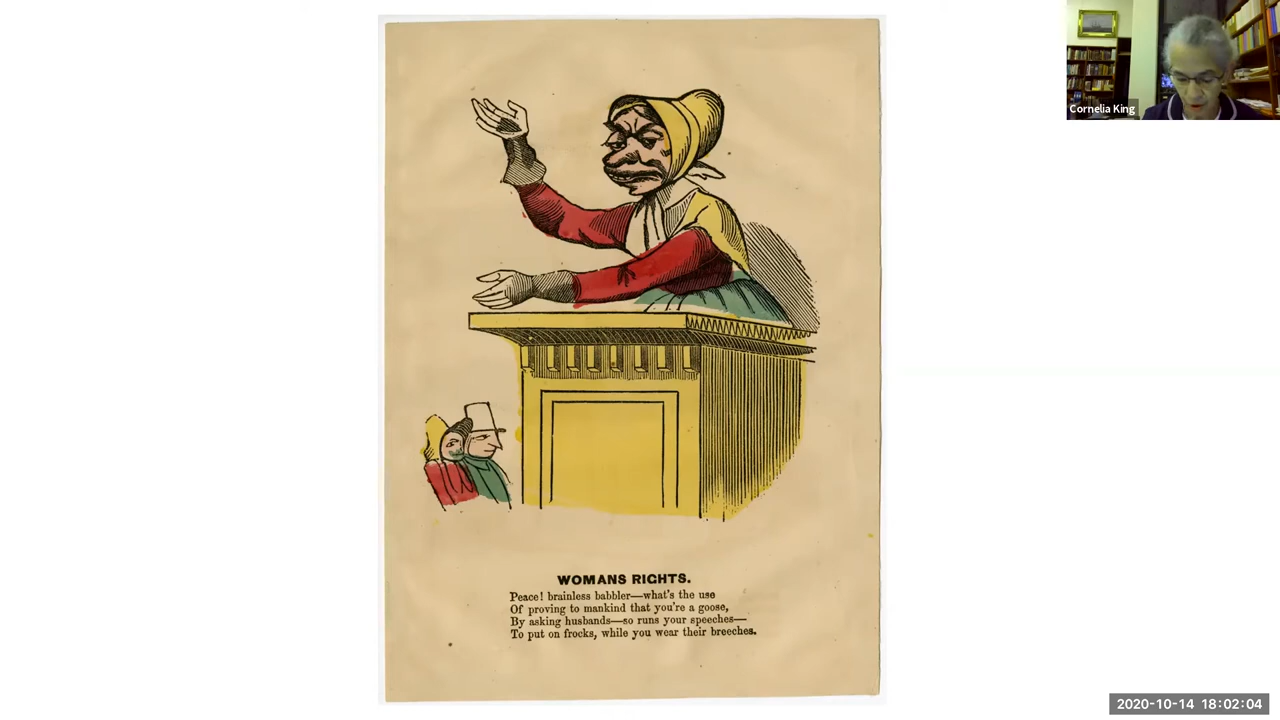 Cornelia King
WOMANS RIGHTS.
Peace! brainless babbler—what's the use
Of proving to mankind that you're a goose,
By asking husbands—so runs your speeches—
To put on frocks, while you wear their breeches.
2020-10-14 18:02:04